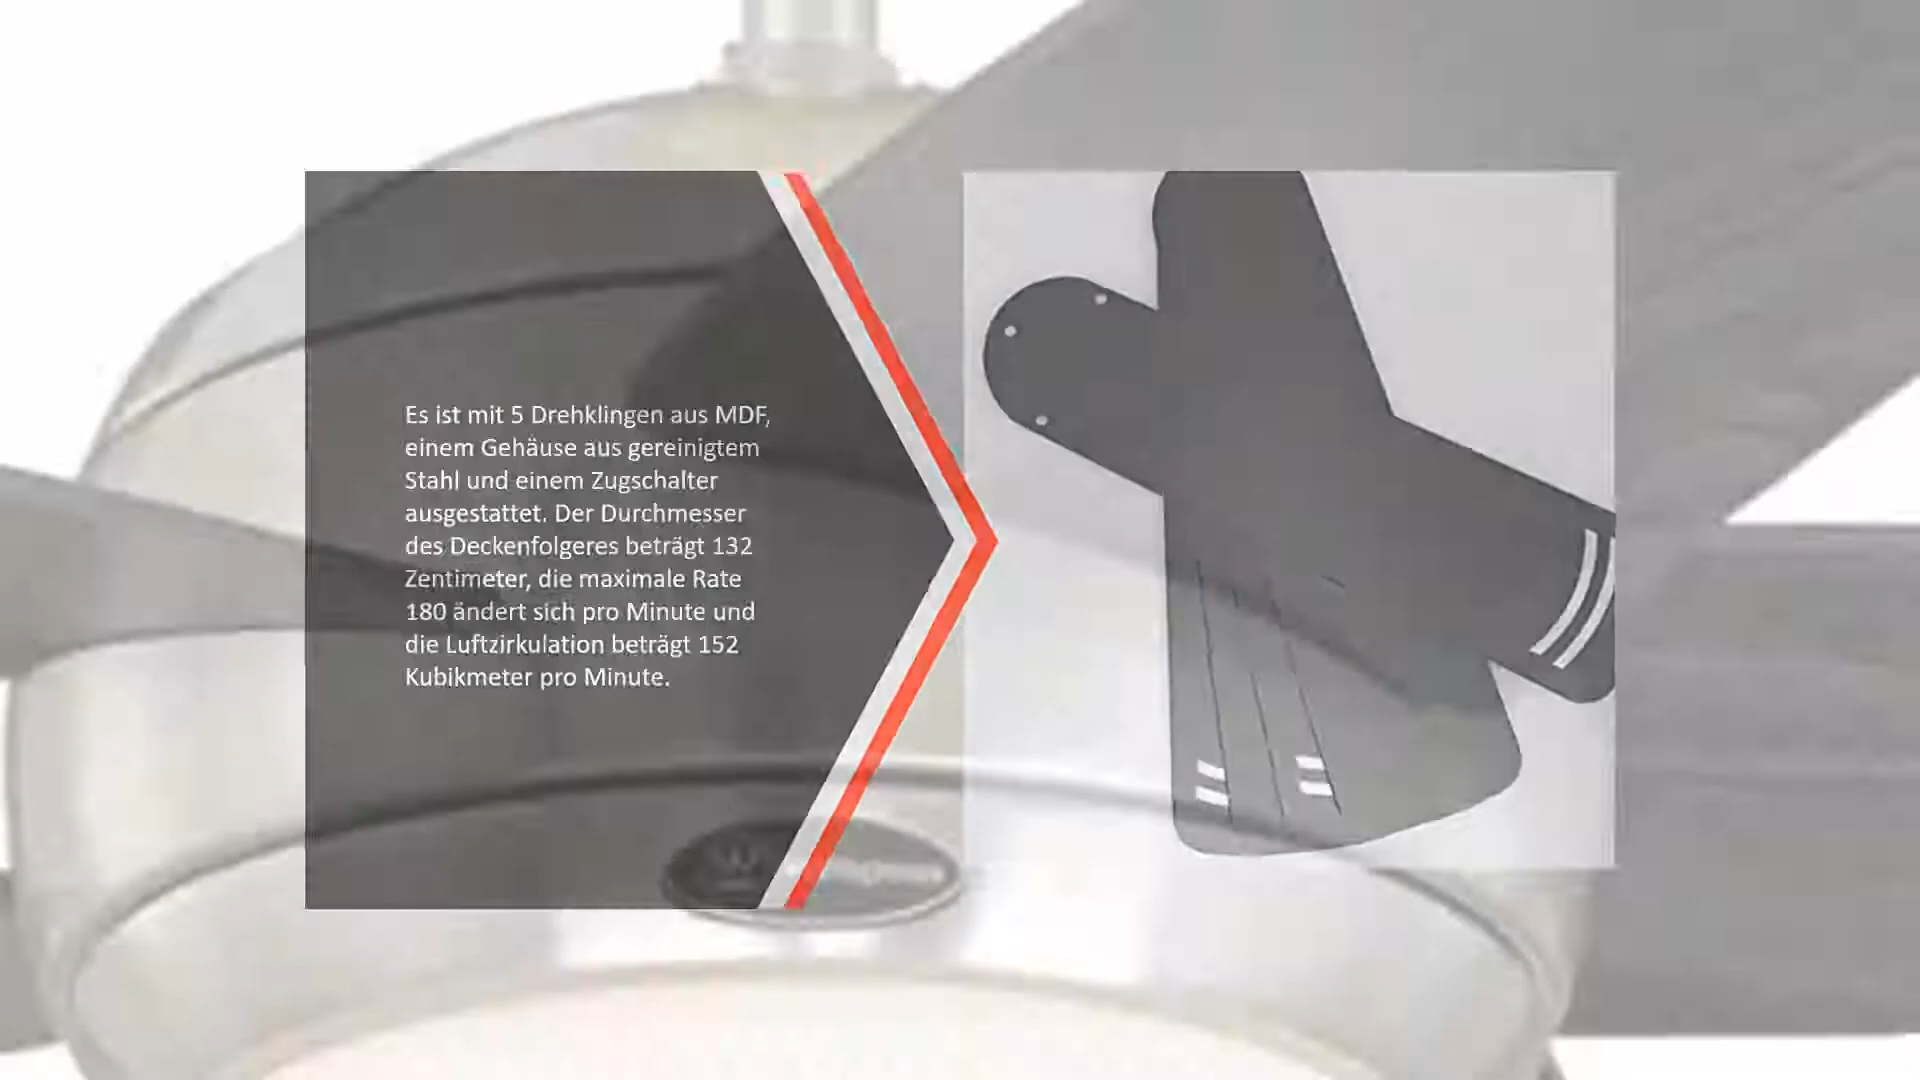 Es ist mit 5 Drehklingen aus MDF,
einem Gehäuse aus gereinigtem
Stahl und einem Zugschalter
ausgestattet. Der Durchmesser
des Deckenfolgeres beträgt 132
Zentimeter, die maximale Rate
180 ändert sich pro Minute und
die Luftzirkulation beträgt 152
Kubikmeter pro Minute.